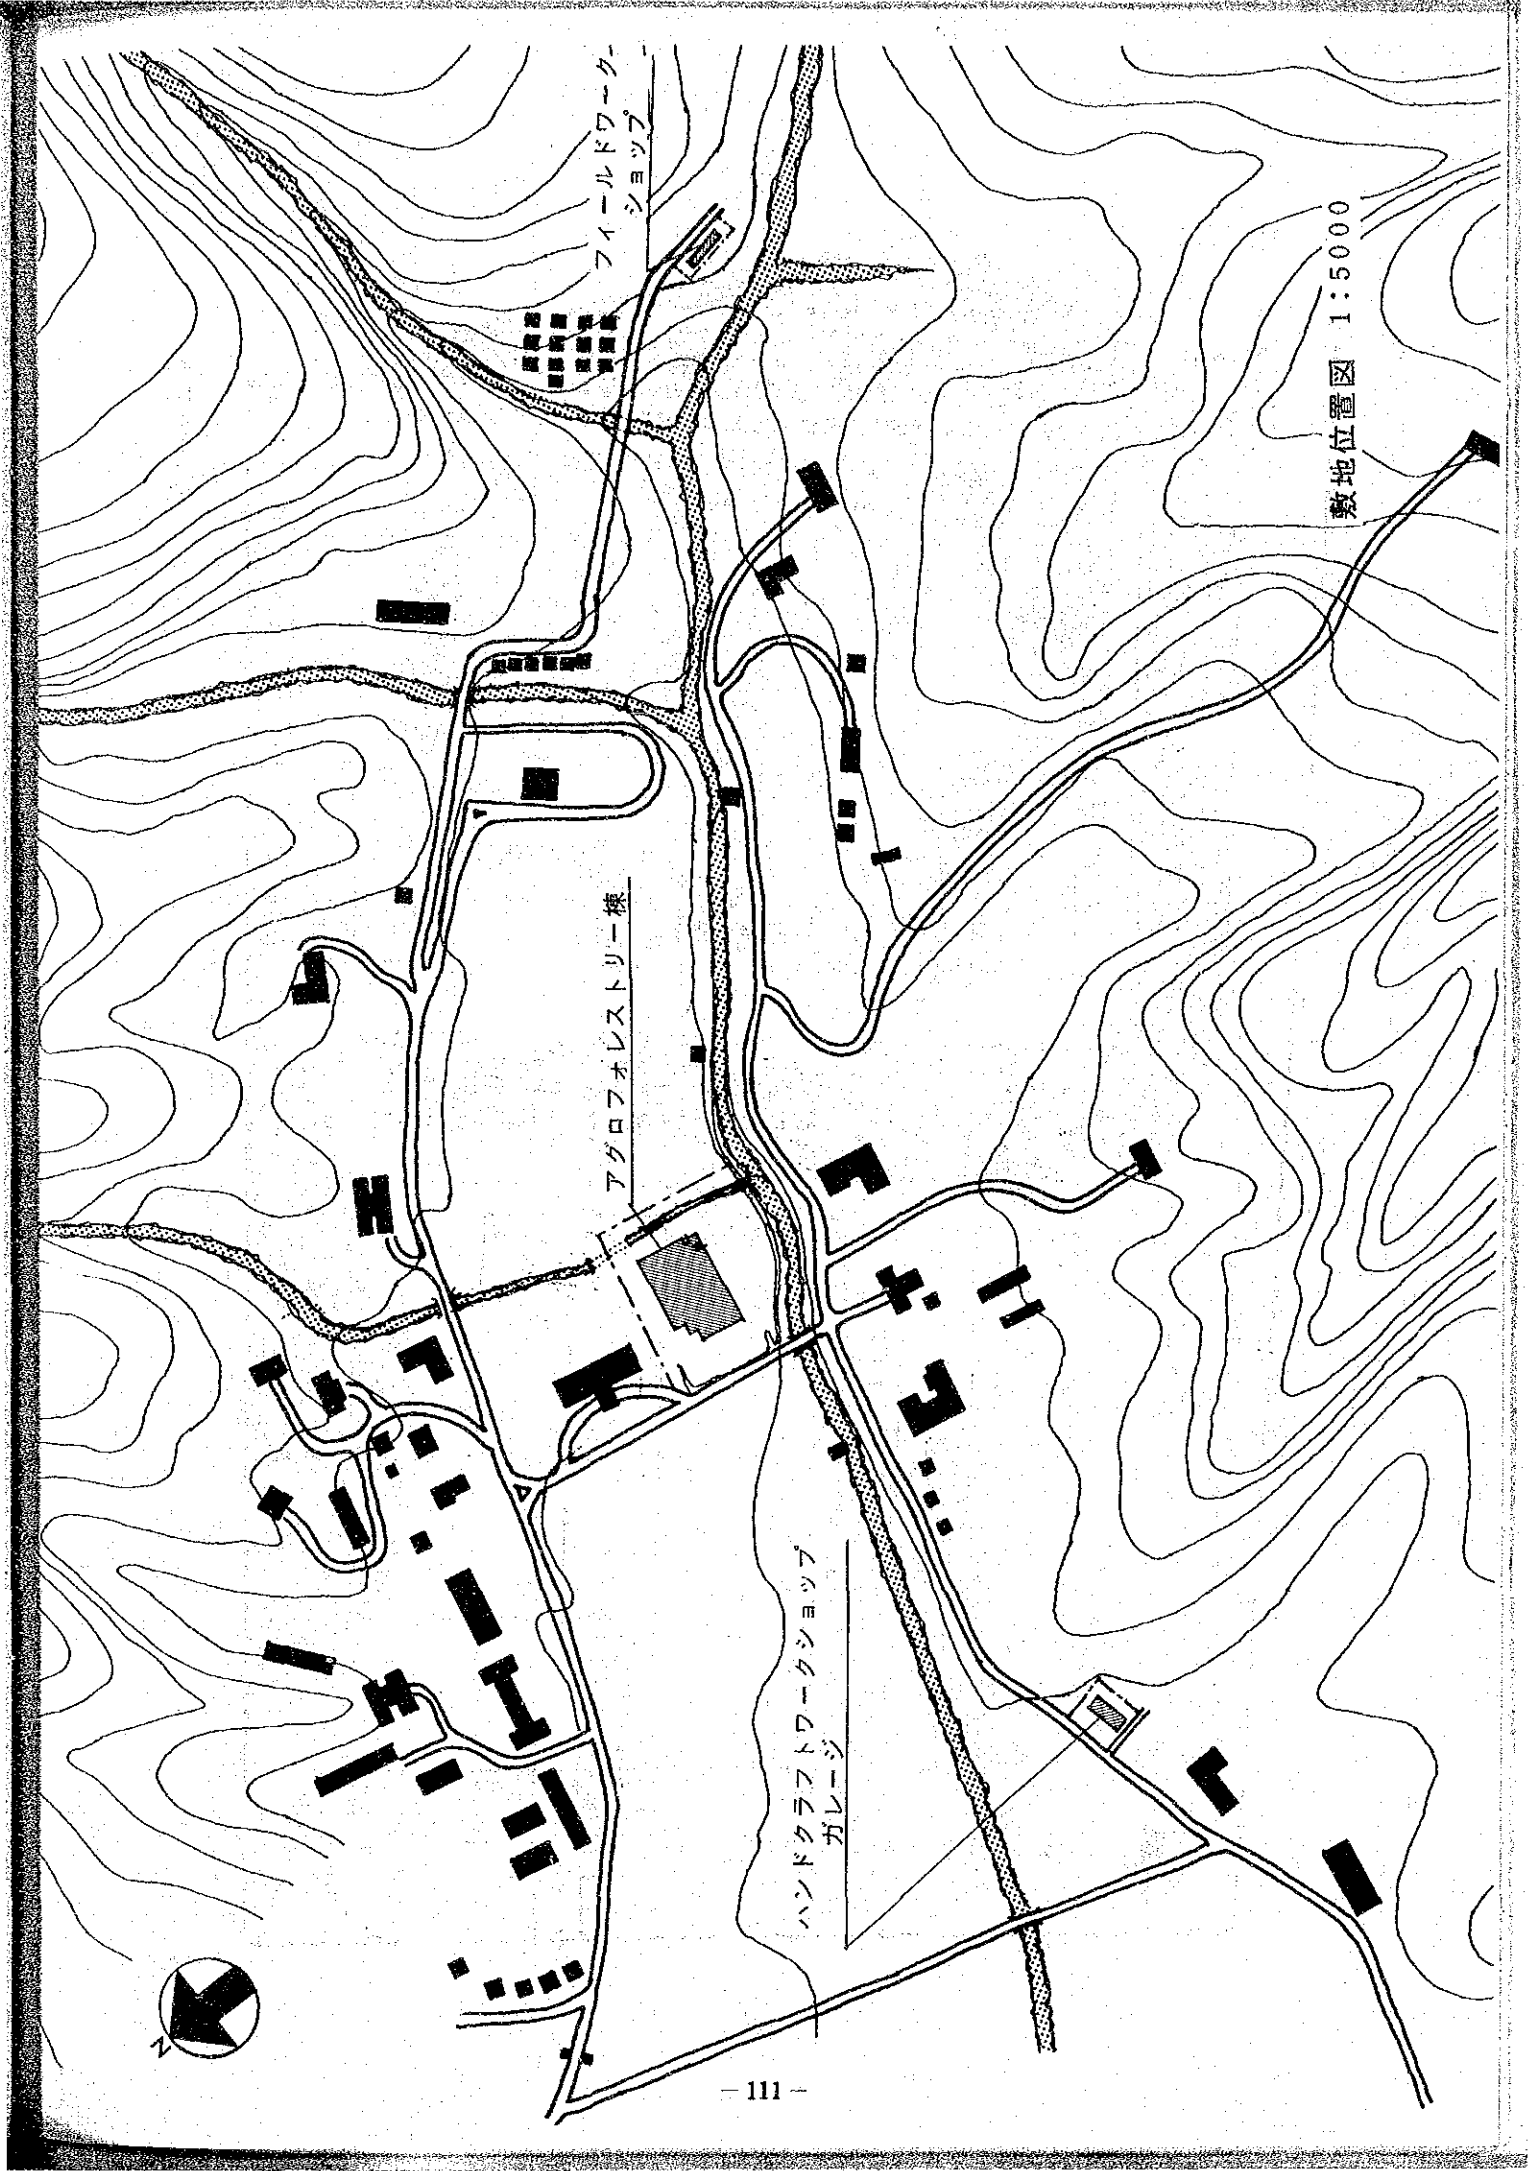 フィールドワーク
ショップ
アグロフォレストリー棟
ハンドクラフトワークショップ
ガレージ
敷地位置図 1:5000
N
— 111 —